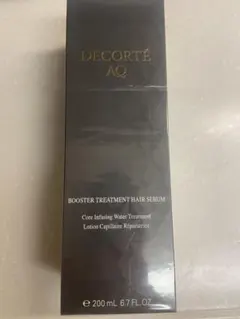 DECORTÉ
AQ
BOOSTER TREATMENT HAIR SERUM
Core Infusing Water Treatment
Lotion Capillaire Réparatrice
℮ 200 mL 6.7 FL.OZ.